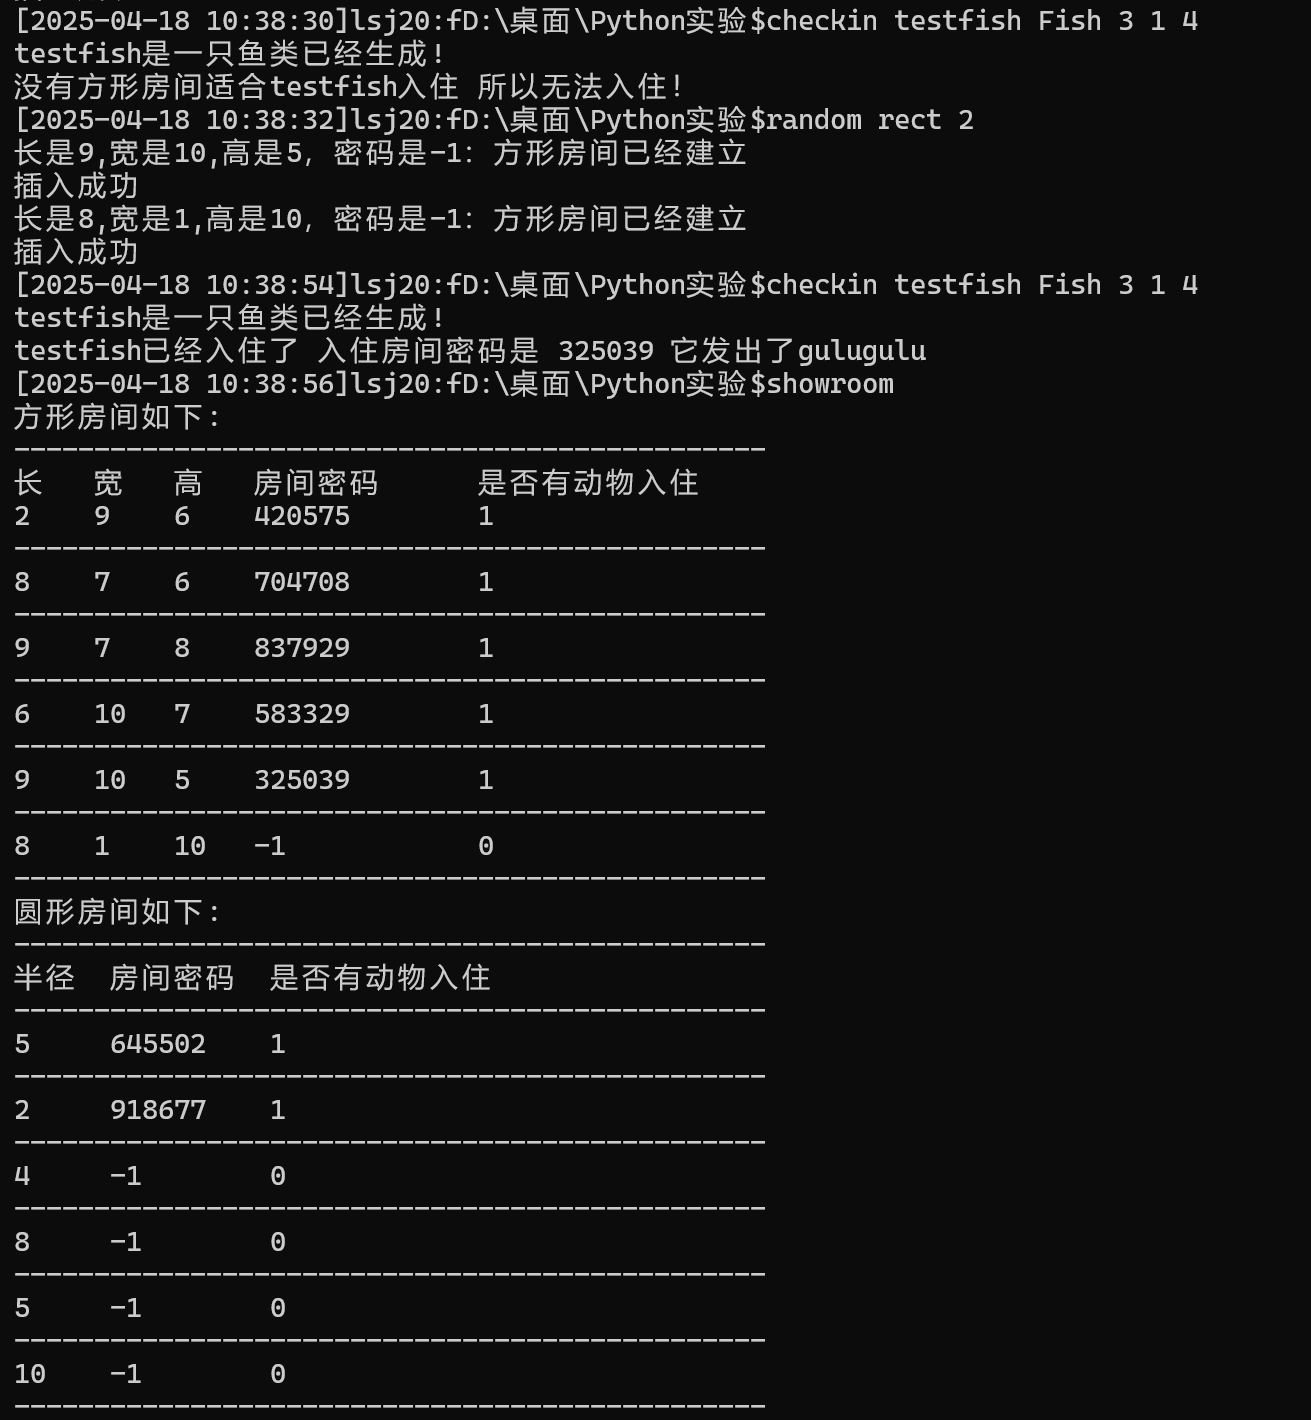 [2025-04-18 10:38:30]lsj20:fD:\桌面\Python实验$checkin testfish Fish 3 1 4
testfish是一只鱼类已经生成!
没有方形房间适合testfish入住 所以无法入住!
[2025-04-18 10:38:32]lsj20:fD:\桌面\Python实验$random rect 2
长是9,宽是10,高是5, 密码是-1: 方形房间已经建立
插入成功
长是8,宽是1,高是10, 密码是-1: 方形房间已经建立
插入成功
[2025-04-18 10:38:54]lsj20:fD:\桌面\Python实验$checkin testfish Fish 3 1 4
testfish是一只鱼类已经生成!
testfish已经入住了 入住房间密码是 325039 它发出了gulugulu
[2025-04-18 10:38:56]lsj20:fD:\桌面\Python实验$showroom
方形房间如下:
-----------------------------------------------
长 宽 高 房间密码 是否有动物入住
2 9 6 420575 1
-----------------------------------------------
8 7 6 704708 1
-----------------------------------------------
9 7 8 837929 1
-----------------------------------------------
6 10 7 583329 1
-----------------------------------------------
9 10 5 325039 1
-----------------------------------------------
8 1 10 -1 0
-----------------------------------------------
圆形房间如下:
-----------------------------------------------
半径 房间密码 是否有动物入住
-----------------------------------------------
5 645502 1
-----------------------------------------------
2 918677 1
-----------------------------------------------
4 -1 0
-----------------------------------------------
8 -1 0
-----------------------------------------------
5 -1 0
-----------------------------------------------
10 -1 0
-----------------------------------------------